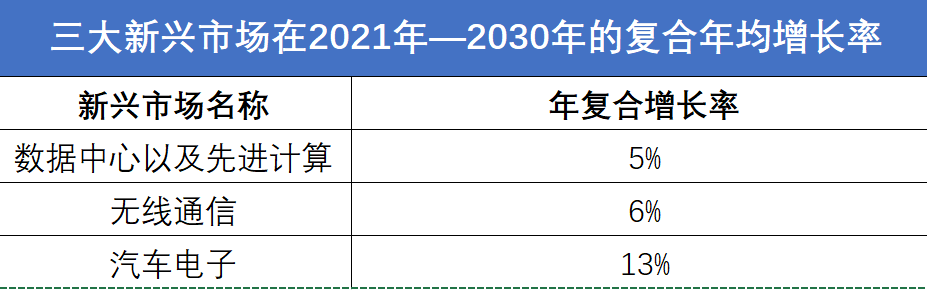 三大新兴市场在2021年—2030年的复合年均增长率
新兴市场名称 年复合增长率
数据中心以及先进计算 5%
无线通信 6%
汽车电子 13%